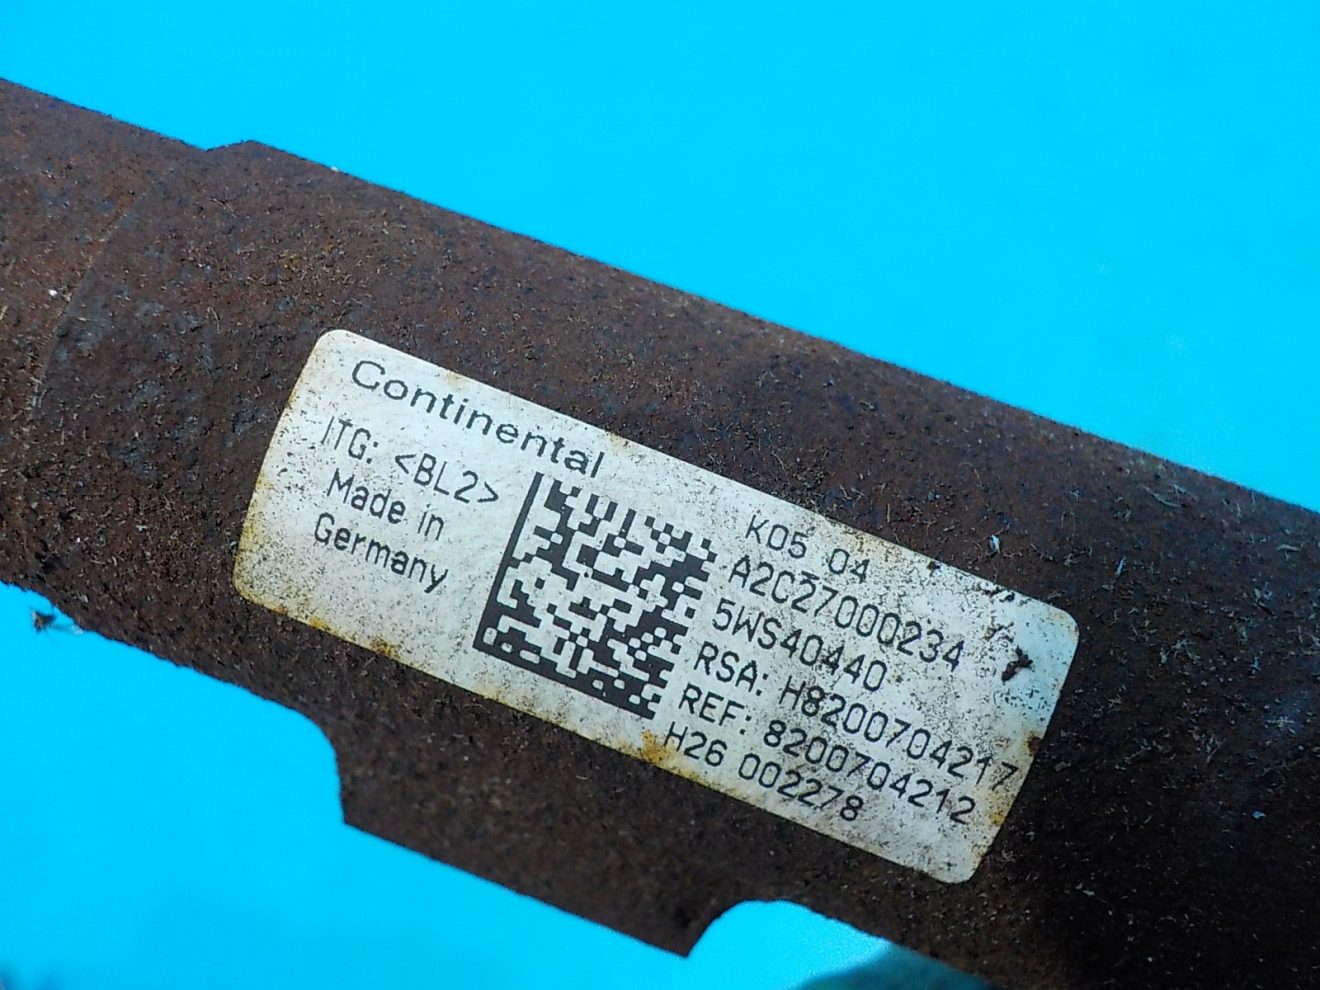 Continental
ITG: <BL2>
Made in
Germany
K05 04
A2C27000234
5WS40440
RSA: H8200704217
REF: 8200704212
H26 002278